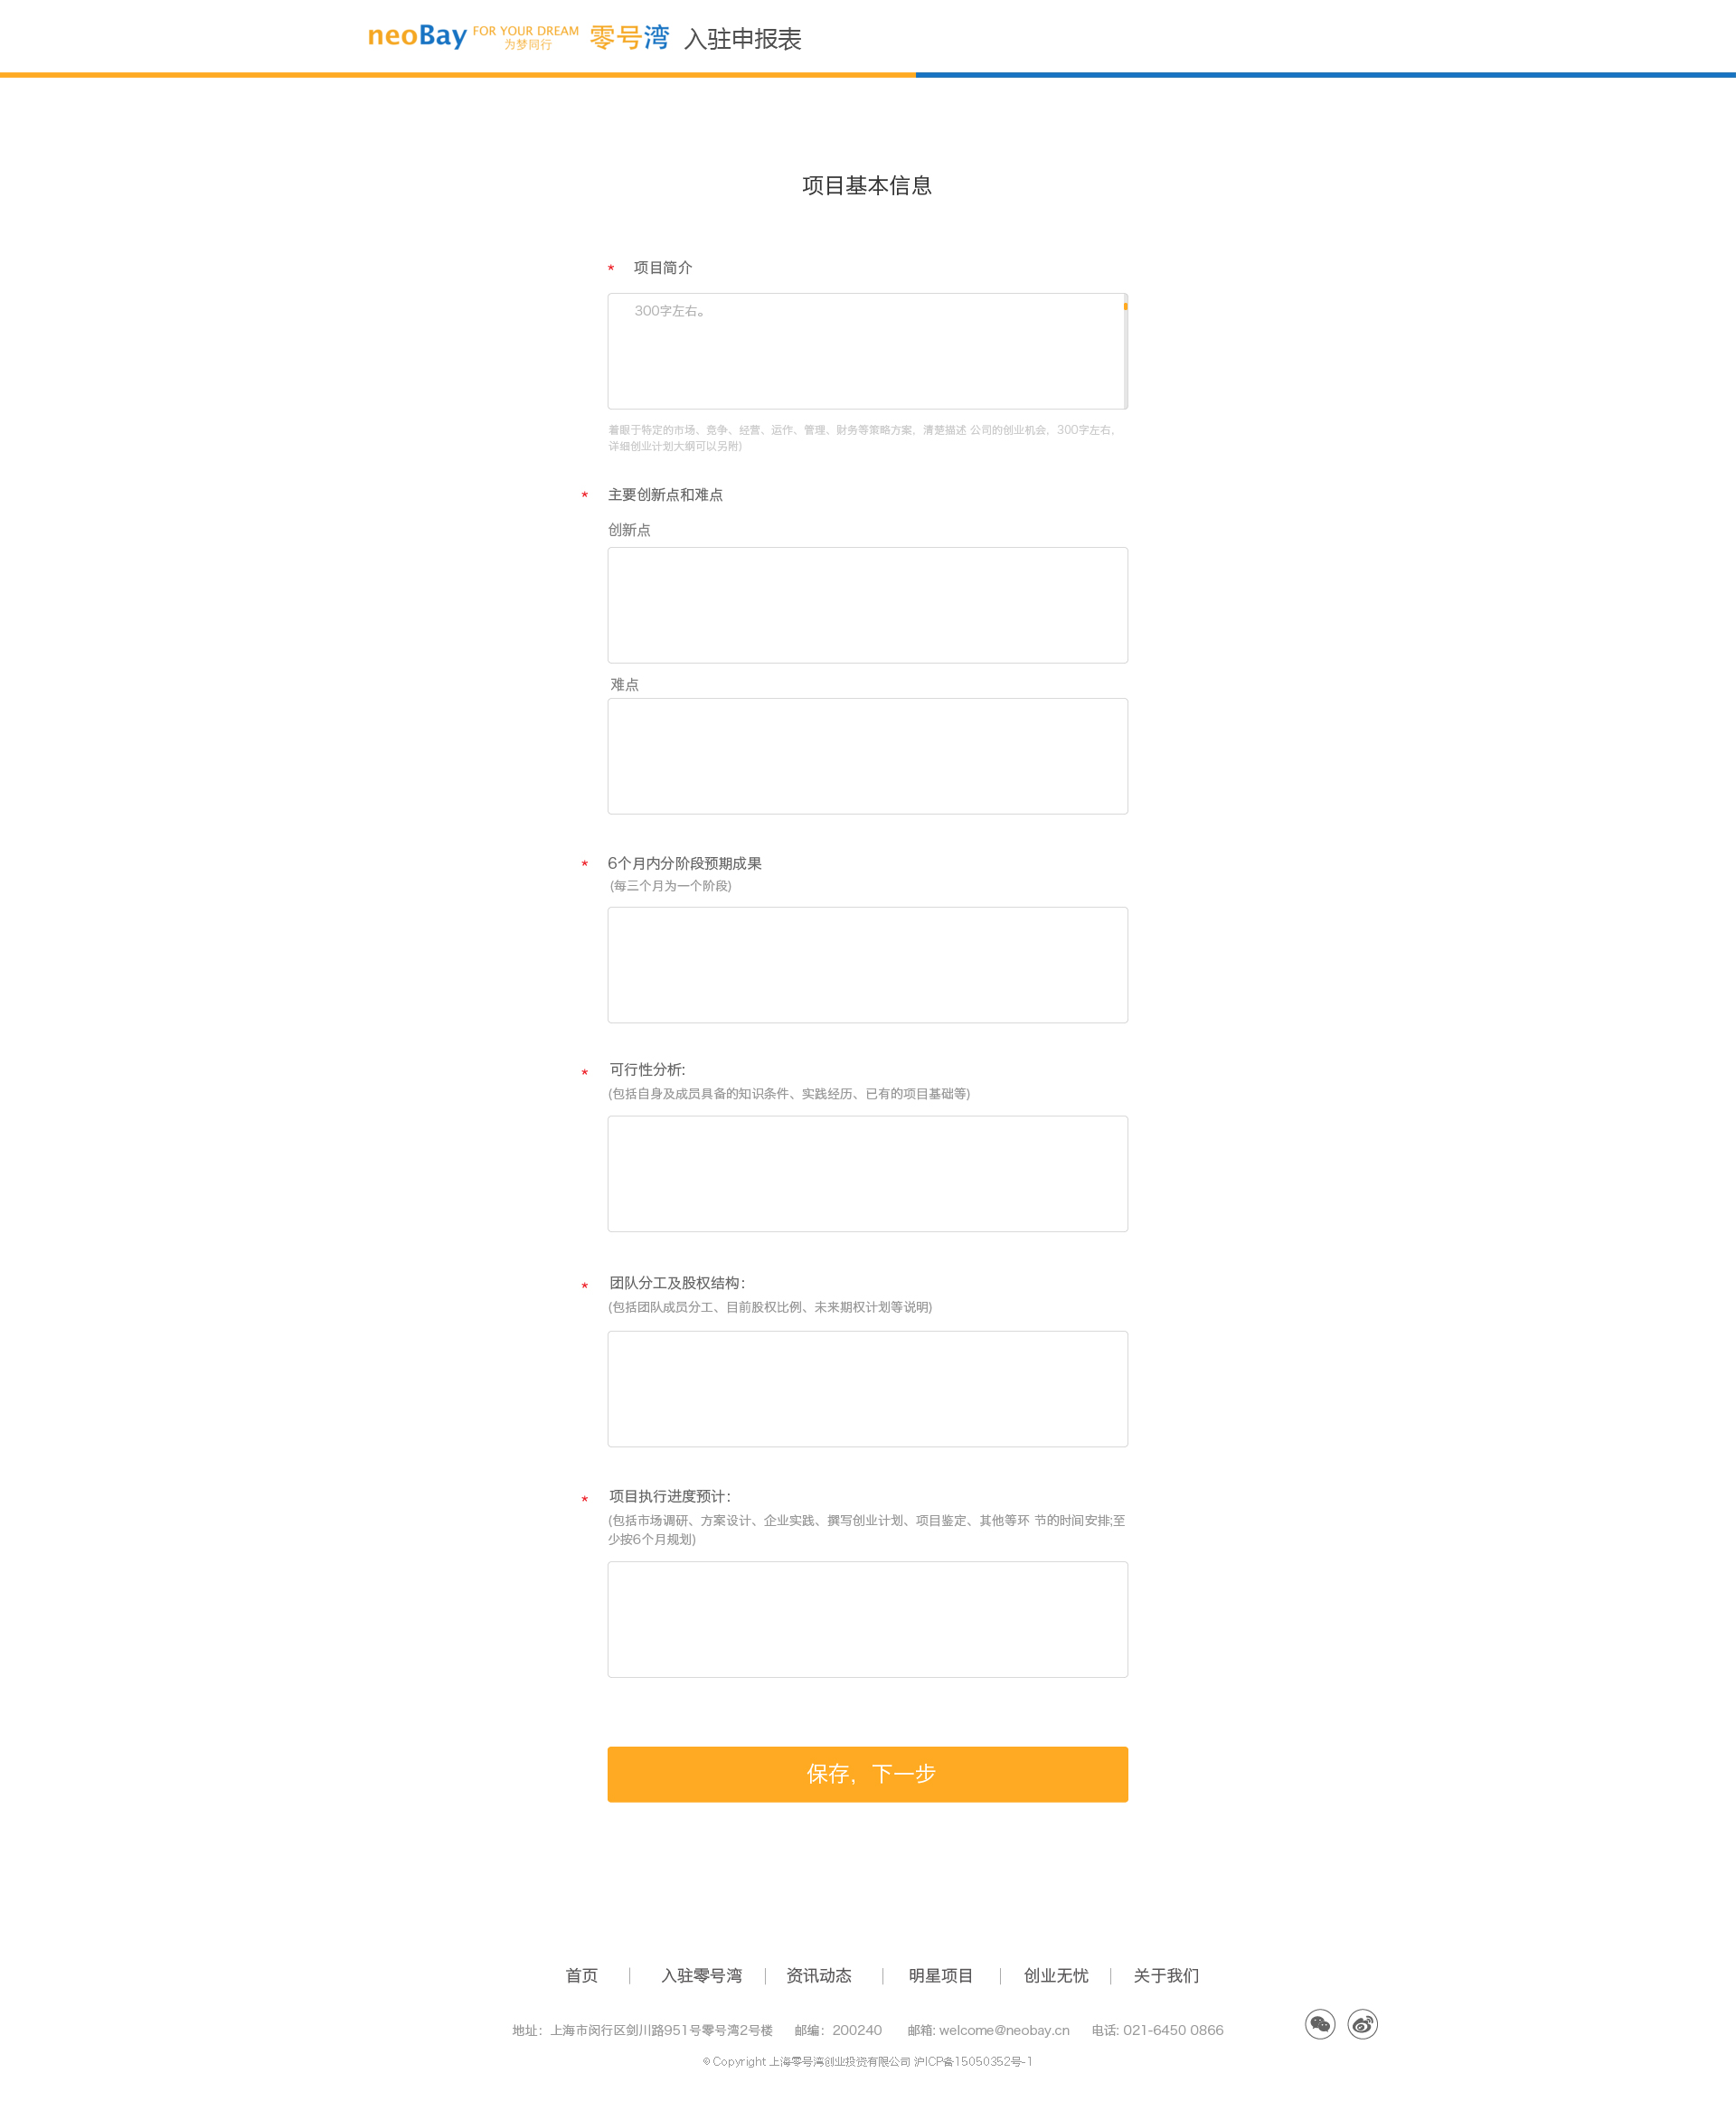 neoBay FOR YOUR DREAM 为梦同行 零号湾 入驻申报表
项目基本信息
* 项目简介
300字左右。
着眼于特定的市场、竞争、经营、运作、管理、财务等策略方案，清楚描述 公司的创业机会，300字左右，
详细创业计划大纲可以另附)
* 主要创新点和难点
创新点
难点
* 6个月内分阶段预期成果
(每三个月为一个阶段)
* 可行性分析:
(包括自身及成员具备的知识条件、实践经历、已有的项目基础等)
* 团队分工及股权结构：
(包括团队成员分工、目前股权比例、未来期权计划等说明)
* 项目执行进度预计：
(包括市场调研、方案设计、企业实践、撰写创业计划、项目鉴定、其他等环 节的时间安排;至
少按6个月规划)
保存，下一步
首页 | 入驻零号湾 | 资讯动态 | 明星项目 | 创业无忧 | 关于我们
地址：上海市闵行区剑川路951号零号湾2号楼 邮编：200240 邮箱: welcome@neobay.cn 电话: 021-6450 0866
© Copyright 上海零号湾创业投资有限公司 沪ICP备15050352号-1